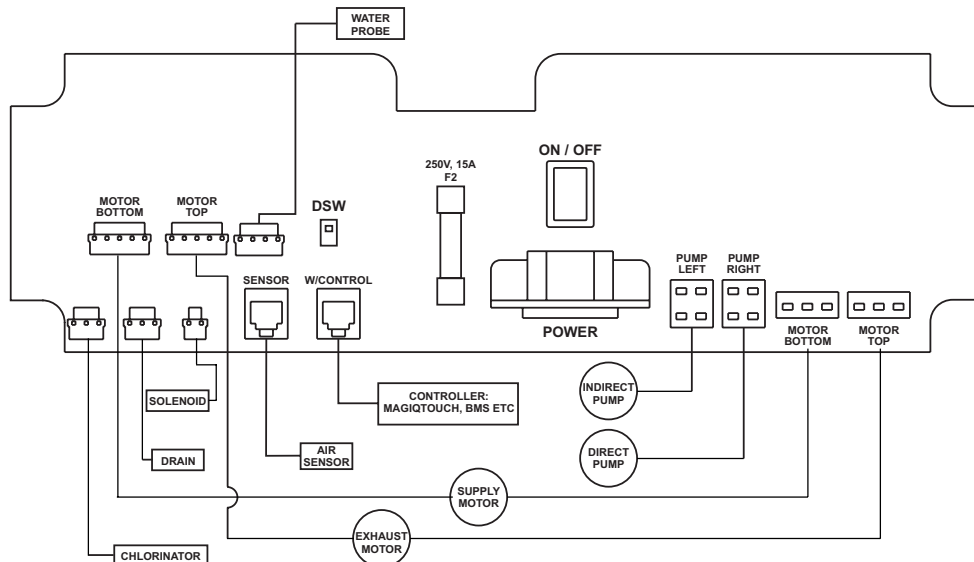 WATER
PROBE
ON / OFF
250V, 15A
F2
MOTOR
BOTTOM
MOTOR
TOP
DSW
PUMP
LEFT
PUMP
RIGHT
SENSOR
W/CONTROL
POWER
MOTOR
BOTTOM
MOTOR
TOP
SOLENOID
CONTROLLER:
MAGIQTOUCH, BMS ETC
INDIRECT
PUMP
DRAIN
AIR
SENSOR
DIRECT
PUMP
SUPPLY
MOTOR
EXHAUST
MOTOR
CHLORINATOR